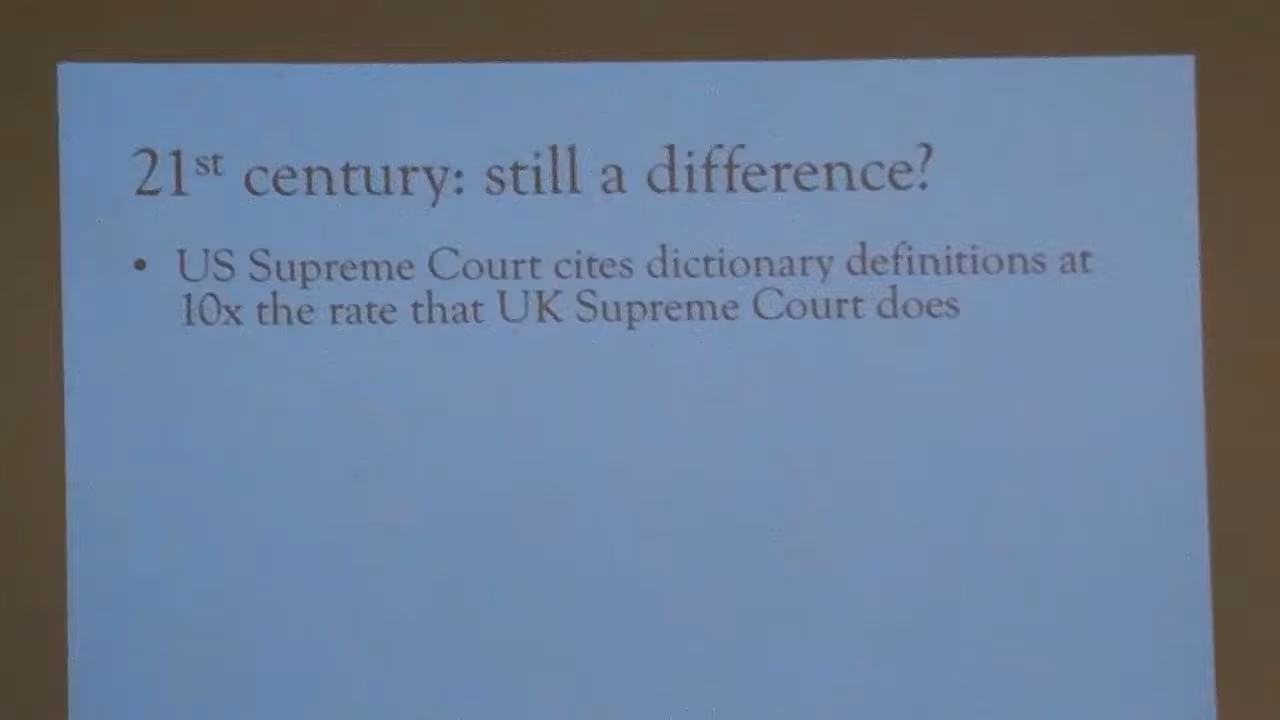 21st century: still a difference?
• US Supreme Court cites dictionary definitions at
10x the rate that UK Supreme Court does